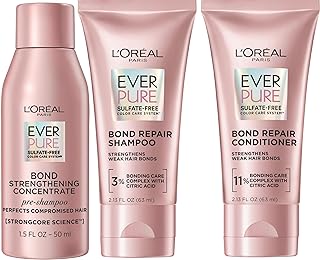 L'ORÉAL
PARIS
EVER
PURE
SULFATE-FREE
COLOR CARE SYSTEM
BOND
STRENGTHENING
CONCENTRATE
pre-shampoo
PERFECTS COMPROMISED HAIR
[STRONGCORE SCIENCE™]
1.5 FL OZ – 50 ml
L'ORÉAL
PARIS
EVER
PURE
SULFATE-FREE
COLOR CARE SYSTEM
BOND REPAIR
SHAMPOO
STRENGTHENS
WEAK HAIR BONDS
3% BONDING CARE
COMPLEX WITH
CITRIC ACID
2.13 FL OZ (63 ml)
L'ORÉAL
PARIS
EVER
PURE
SULFATE-FREE
COLOR CARE SYSTEM
BOND REPAIR
CONDITIONER
STRENGTHENS
WEAK HAIR BONDS
11% BONDING CARE
COMPLEX WITH
CITRIC ACID
2.13 FL OZ (63 ml)